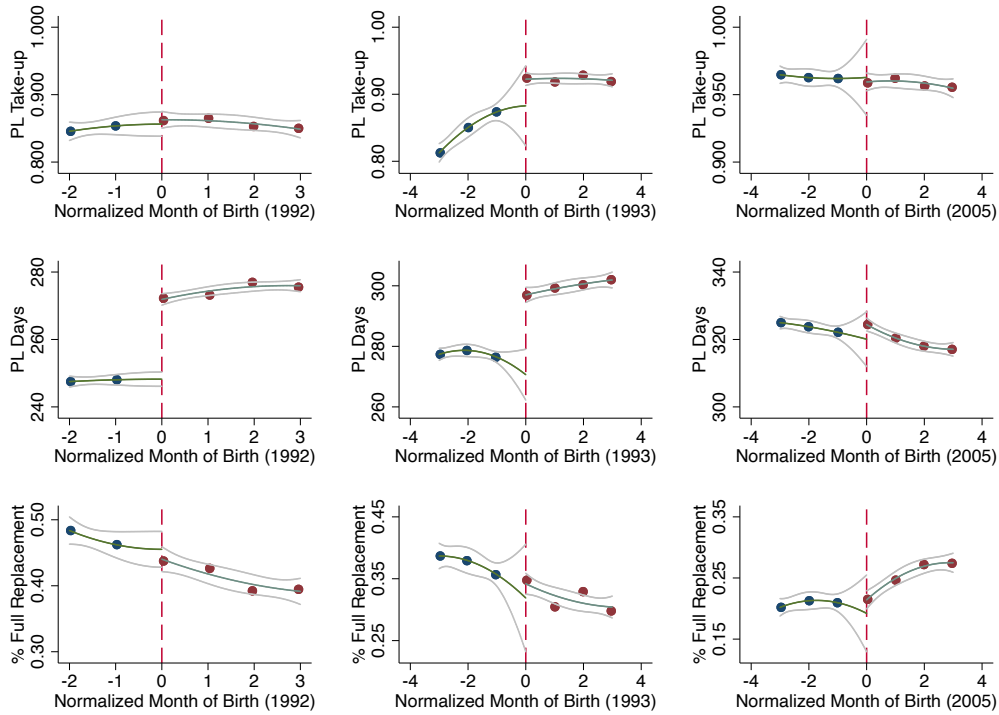 PL Take-up
1.000
0.900
0.800
-2 -1 0 1 2 3
Normalized Month of Birth (1992)
PL Take-up
1.00
0.90
0.80
-4 -2 0 2 4
Normalized Month of Birth (1993)
PL Take-up
1.000
0.950
0.900
-4 -2 0 2 4
Normalized Month of Birth (2005)
PL Days
280
260
240
-2 -1 0 1 2 3
Normalized Month of Birth (1992)
PL Days
300
280
260
-4 -2 0 2 4
Normalized Month of Birth (1993)
PL Days
340
320
300
-4 -2 0 2 4
Normalized Month of Birth (2005)
% Full Replacement
0.50
0.40
0.30
-2 -1 0 1 2 3
Normalized Month of Birth (1992)
% Full Replacement
0.45
0.35
0.25
-4 -2 0 2 4
Normalized Month of Birth (1993)
% Full Replacement
0.35
0.25
0.15
-4 -2 0 2 4
Normalized Month of Birth (2005)